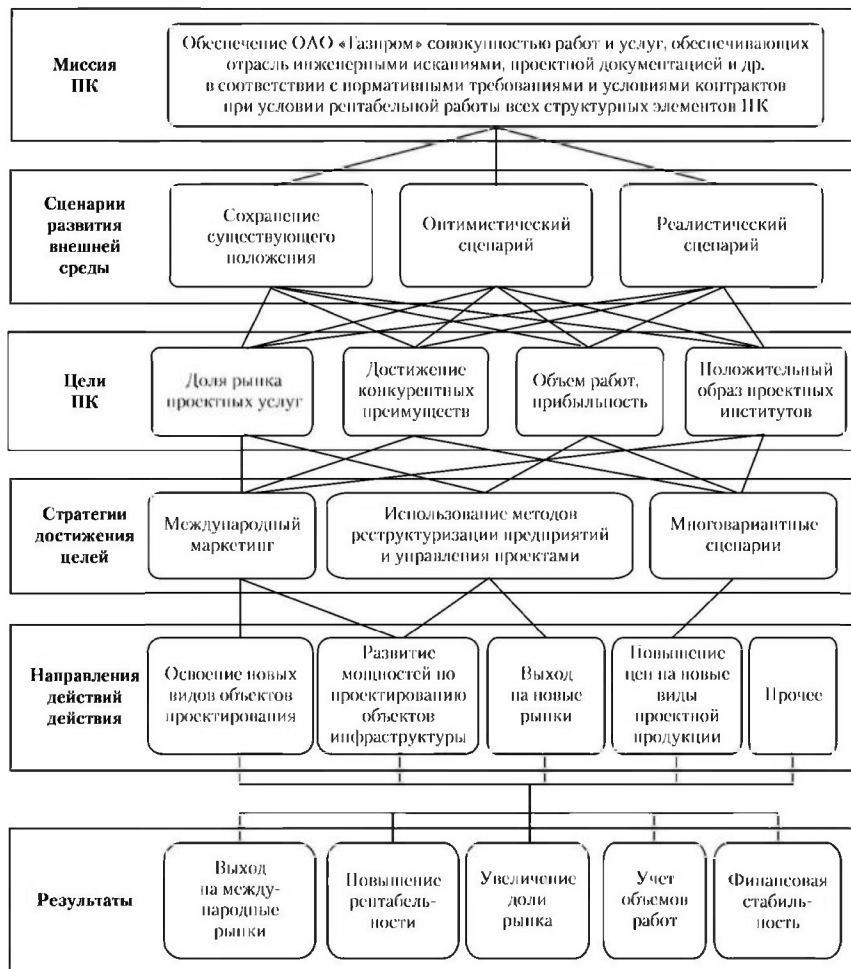 Миссия
ПК
Обеспечение ОАО «Газпром» совокупностью работ и услуг, обеспечивающих
отрасль инженерными исканиями, проектной документацией и др.
в соответствии с нормативными требованиями и условиями контрактов
при условии рентабельной работы всех структурных элементов ПК
Сценарии
развития
внешней
среды
Сохранение
существующего
положения
Оптимистический
сценарий
Реалистический
сценарий
Цели
ПК
Доля рынка
проектных услуг
Достижение
конкурентных
преимуществ
Объем работ,
прибыльность
Положительный
образ проектных
институтов
Стратегии
достижения
целей
Международный
маркетинг
Использование методов
реструктуризации предприятий
и управления проектами
Многовариантные
сценарии
Направления
действий
действия
Освоение новых
видов объектов
проектирования
Развитие
мощностей по
проектированию
объектов
инфраструктуры
Выход
на новые
рынки
Повышение
цен на новые
виды
проектной
продукции
Прочее
Результаты
Выход
на между-
народные
рынки
Повышение
рентабель-
ности
Увеличение
доли
рынка
Учет
объемов
работ
Финансовая
стабиль-
ность